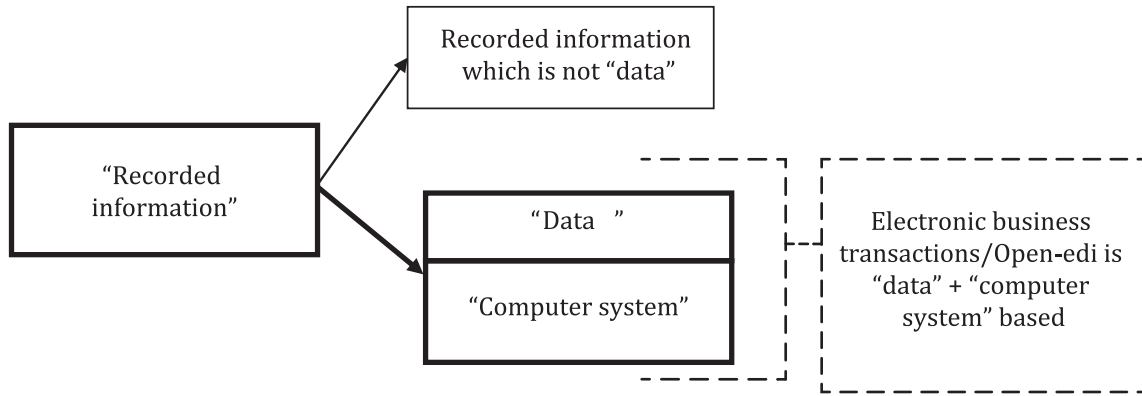 Recorded information
which is not “data”
“Recorded
information”
“Data ”
“Computer system”
Electronic business
transactions/Open-edi is
“data” + “computer
system” based